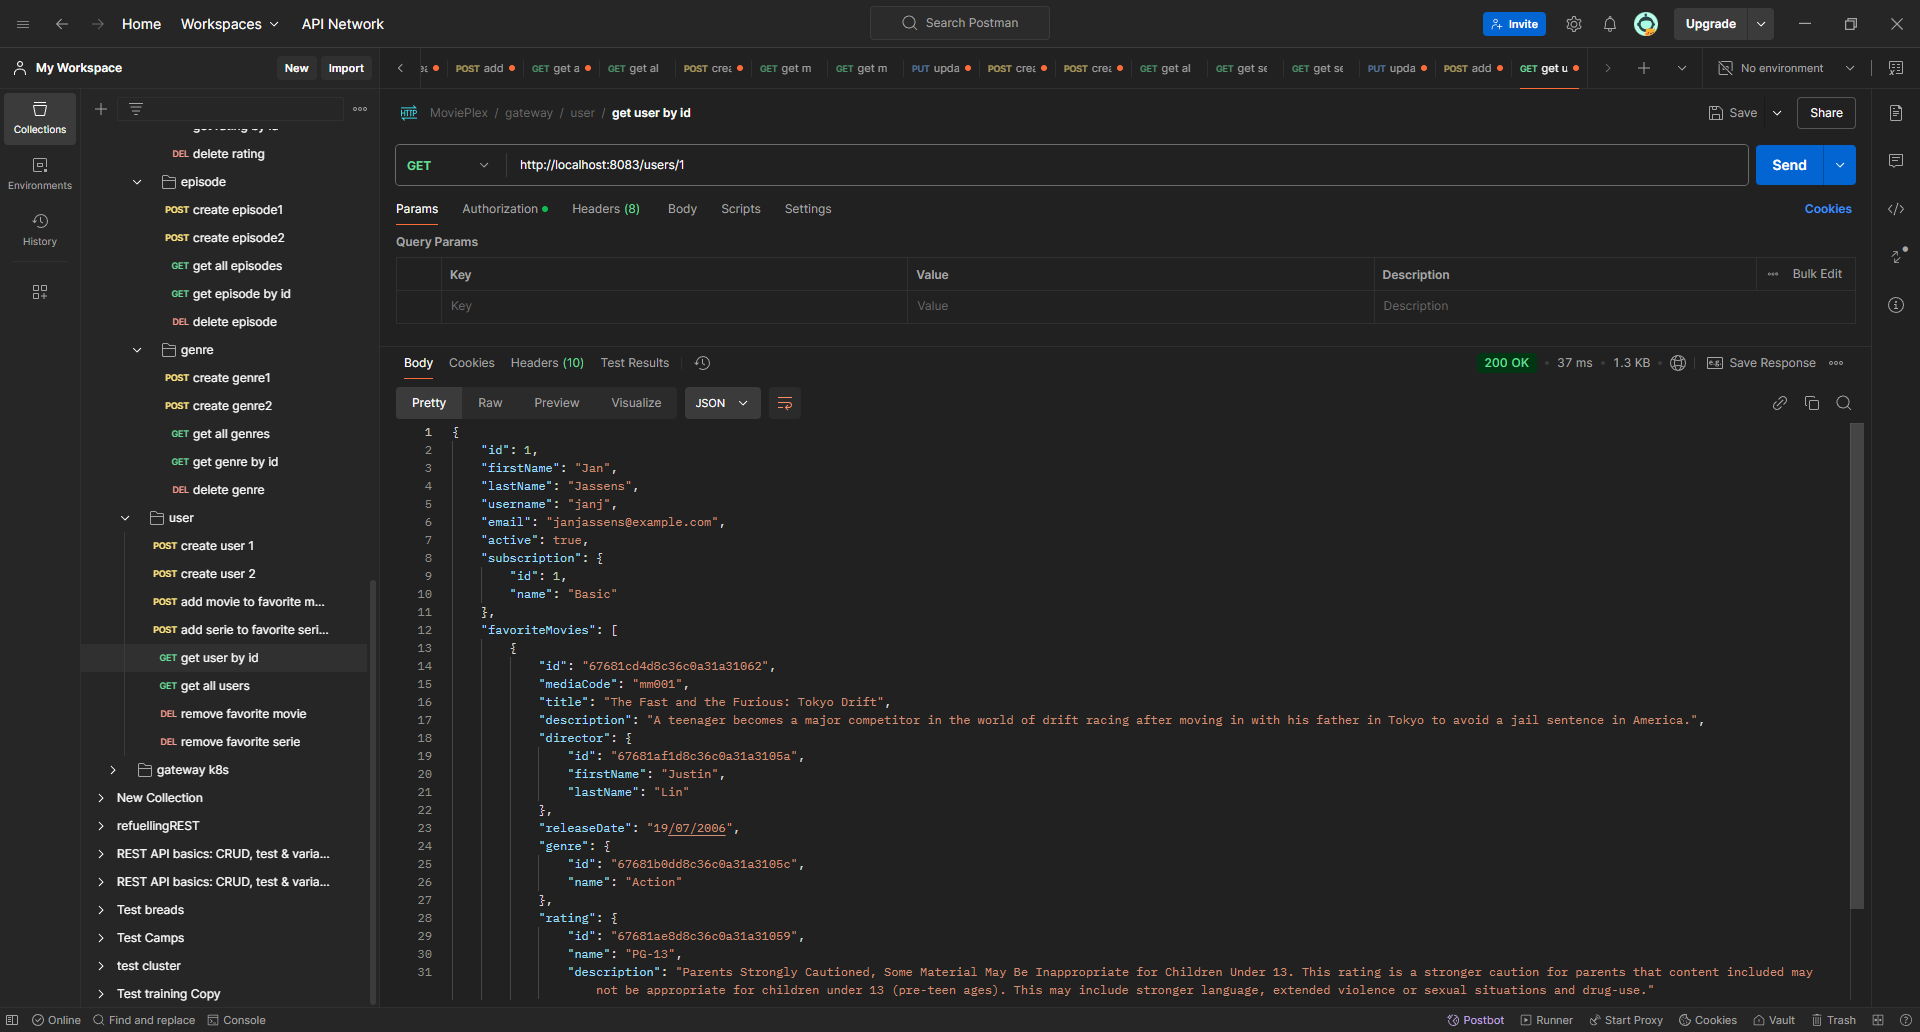 Home Workspaces API Network Search Postman Invite Upgrade
My Workspace New Import POST add GET get a GET get al POST crea GET get m GET get m PUT upda POST crea POST crea GET get al GET get se GET get se PUT upda POST add GET get u No environment
Collections
Environments
History
delete rating
DEL delete rating
episode
POST create episode1
POST create episode2
GET get all episodes
GET get episode by id
DEL delete episode
genre
POST create genre1
POST create genre2
GET get all genres
GET get genre by id
DEL delete genre
user
POST create user 1
POST create user 2
POST add movie to favorite m...
POST add serie to favorite seri...
GET get user by id
GET get all users
DEL remove favorite movie
DEL remove favorite serie
gateway k8s
New Collection
refuellingREST
REST API basics: CRUD, test & varia...
REST API basics: CRUD, test & varia...
Test breads
Test Camps
test cluster
Test training Copy
HTTP MoviePlex / gateway / user / get user by id Save Share
GET http://localhost:8083/users/1 Send
Params Authorization Headers (8) Body Scripts Settings Cookies
Query Params
Key Value Description Bulk Edit
Key Value Description
Body Cookies Headers (10) Test Results 200 OK 37 ms 1.3 KB e.g. Save Response
Pretty Raw Preview Visualize JSON
1 {
2 "id": 1,
3 "firstName": "Jan",
4 "lastName": "Jassens",
5 "username": "janj",
6 "email": "janjassens@example.com",
7 "active": true,
8 "subscription": {
9 "id": 1,
10 "name": "Basic"
11 },
12 "favoriteMovies": [
13 {
14 "id": "67681cd4d8c36c0a31a31062",
15 "mediaCode": "mm001",
16 "title": "The Fast and the Furious: Tokyo Drift",
17 "description": "A teenager becomes a major competitor in the world of drift racing after moving in with his father in Tokyo to avoid a jail sentence in America.",
18 "director": {
19 "id": "67681af1d8c36c0a31a3105a",
20 "firstName": "Justin",
21 "lastName": "Lin"
22 },
23 "releaseDate": "19/07/2006",
24 "genre": {
25 "id": "67681b0dd8c36c0a31a3105c",
26 "name": "Action"
27 },
28 "rating": {
29 "id": "67681ae8d8c36c0a31a31059",
30 "name": "PG-13",
31 "description": "Parents Strongly Cautioned, Some Material May Be Inappropriate for Children Under 13. This rating is a stronger caution for parents that content included may
not be appropriate for children under 13 (pre-teen ages). This may include stronger language, extended violence or sexual situations and drug-use."
Online Find and replace Console Postbot Runner Start Proxy Cookies Vault Trash